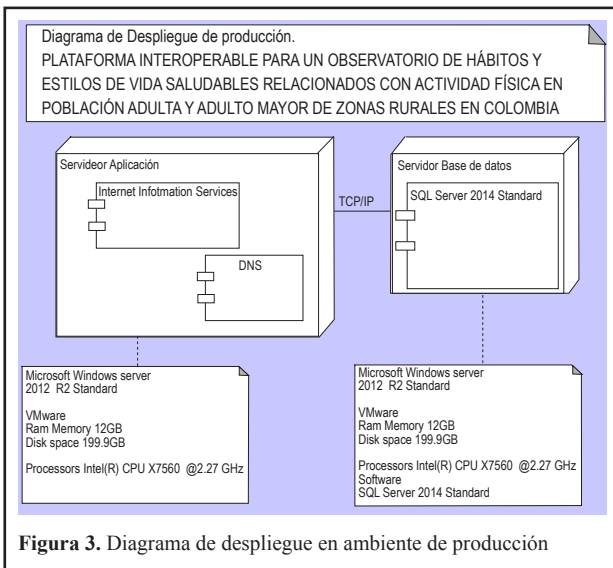 Diagrama de Despliegue de producción.
PLATAFORMA INTEROPERABLE PARA UN OBSERVATORIO DE HÁBITOS Y
ESTILOS DE VIDA SALUDABLES RELACIONADOS CON ACTIVIDAD FÍSICA EN
POBLACIÓN ADULTA Y ADULTO MAYOR DE ZONAS RURALES EN COLOMBIA
Servideor Aplicación
Internet Infotmation Services
DNS
TCP/IP
Servidor Base de datos
SQL Server 2014 Standard
Microsoft Windows server
2012 R2 Standard
VMware
Ram Memory 12GB
Disk space 199.9GB
Processors Intel(R) CPU X7560 @2.27 GHz
Microsoft Windows server
2012 R2 Standard
VMware
Ram Memory 12GB
Disk space 199.9GB
Processors Intel(R) CPU X7560 @2.27 GHz
Software
SQL Server 2014 Standard
Figura 3. Diagrama de despliegue en ambiente de producción